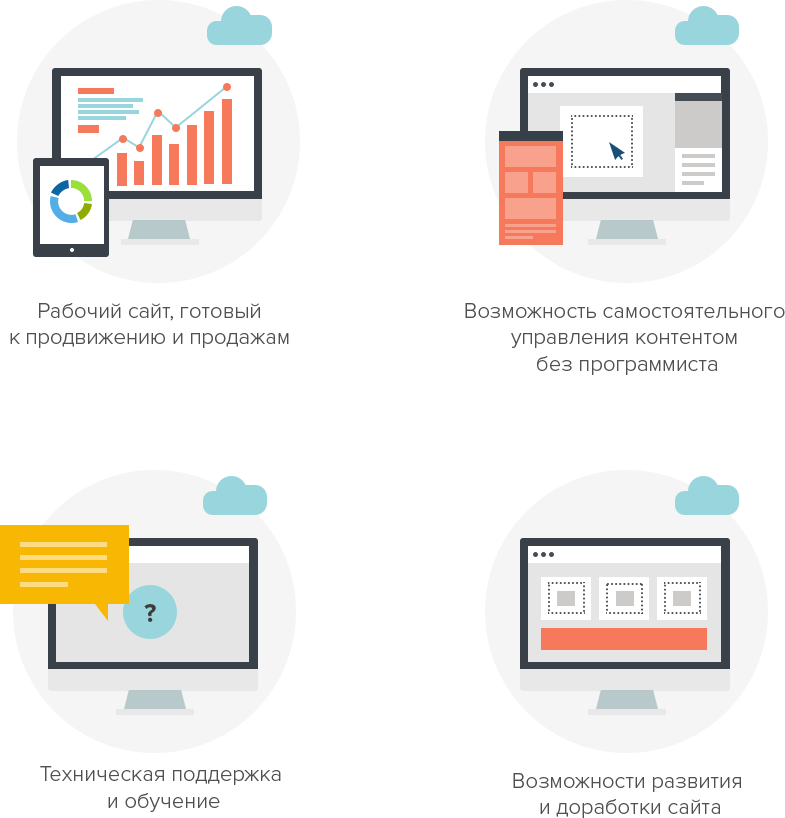 Рабочий сайт, готовый
к продвижению и продажам
Возможность самостоятельного
управления контентом
без программиста
?
Техническая поддержка
и обучение
Возможности развития
и доработки сайта